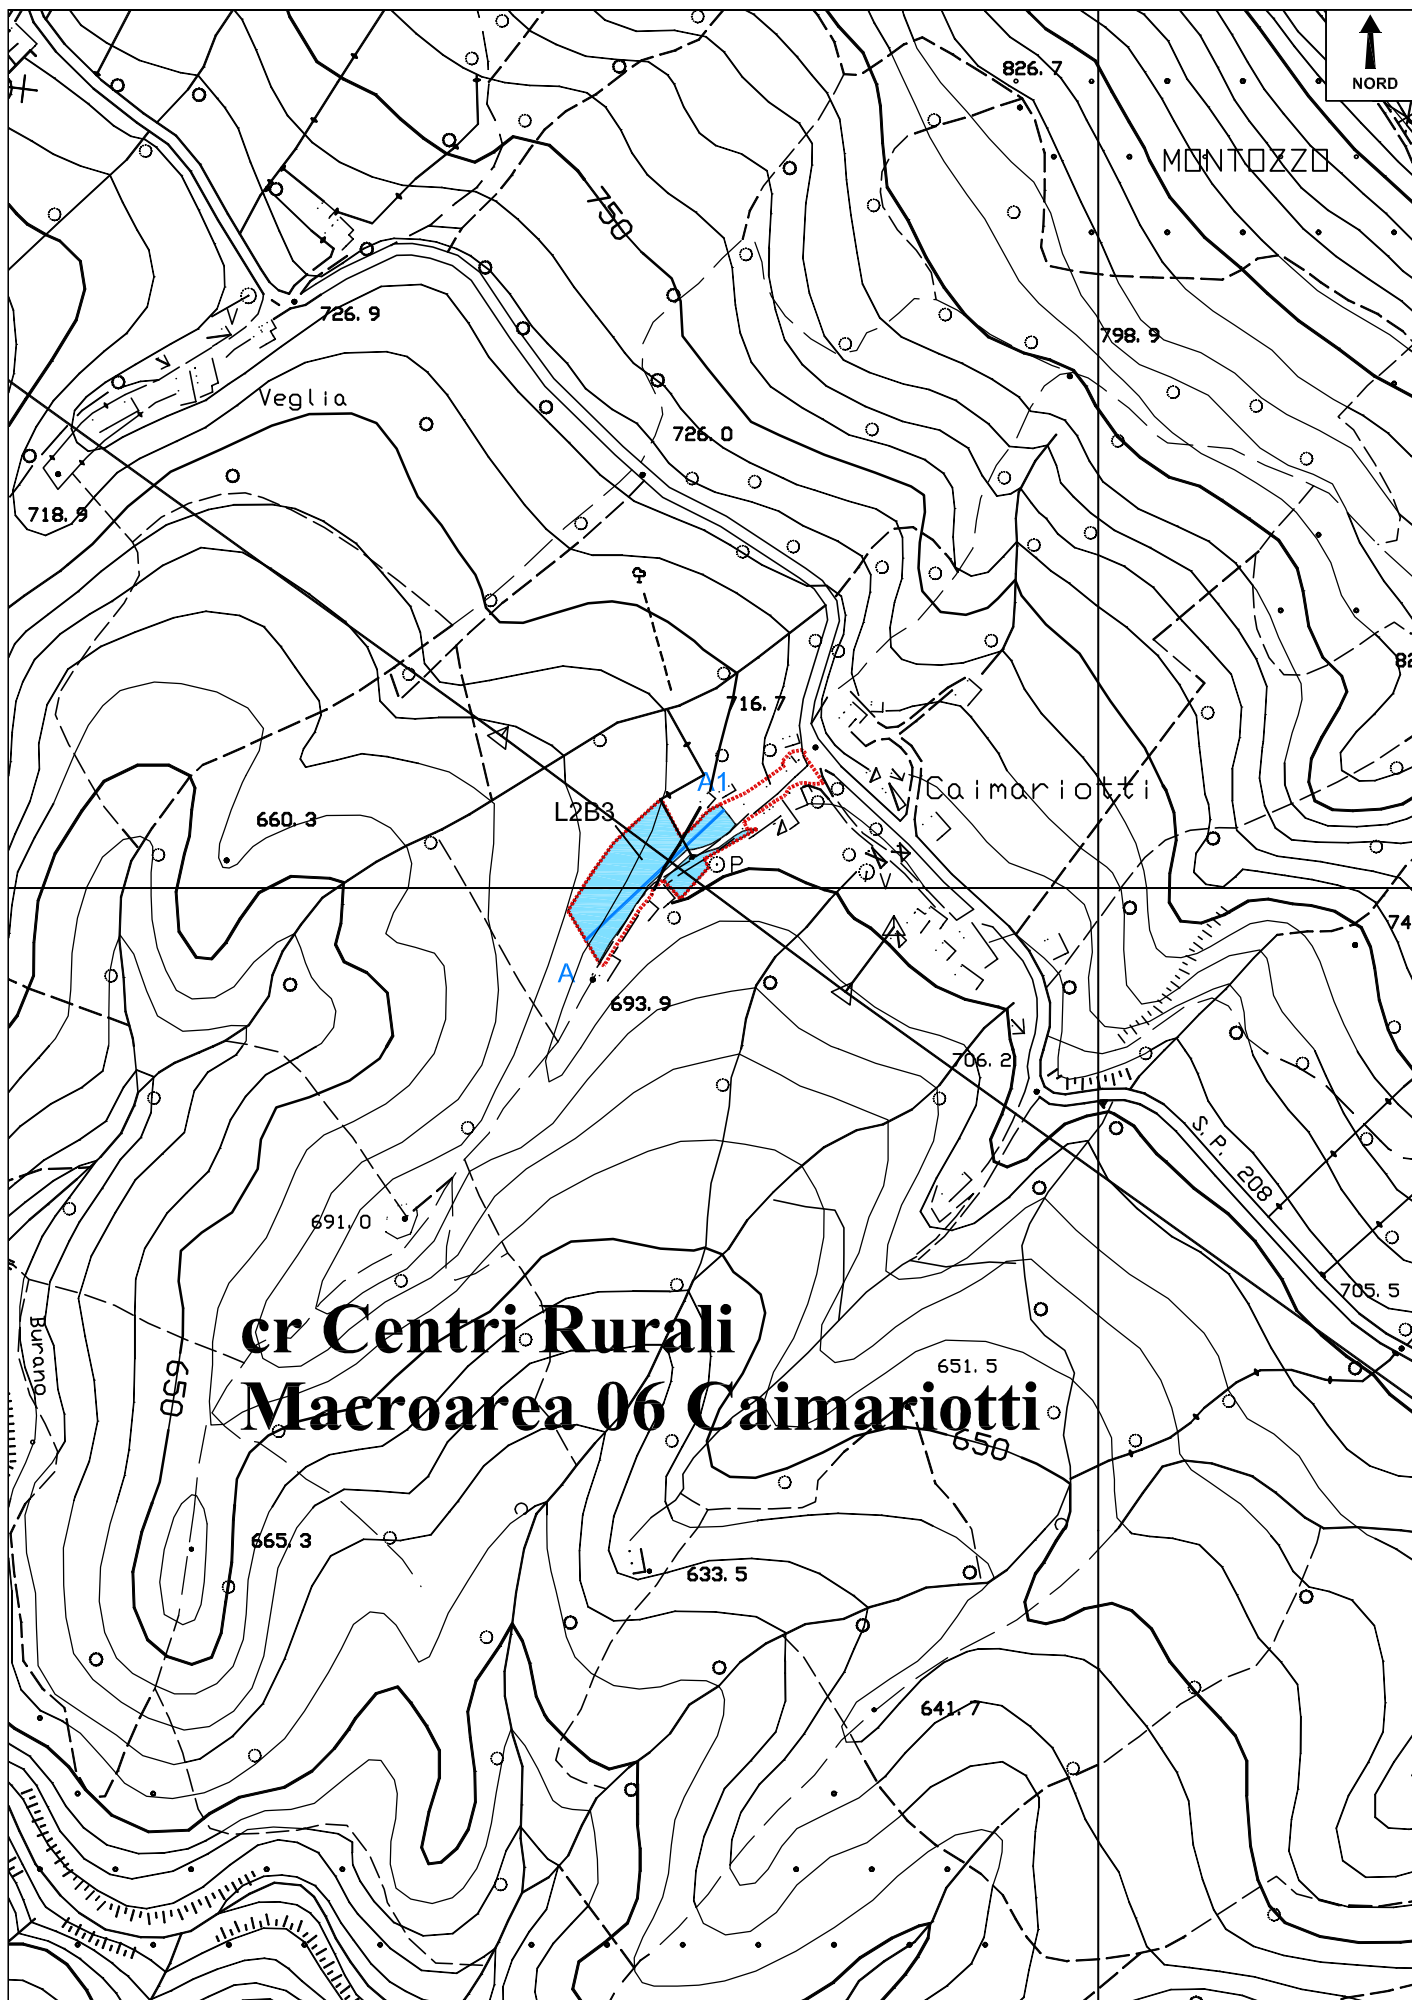 826. 7
NORD
MONTOZZO
750
726. 9
798. 9
Veglia
726. 0
718. 9
716. 7
A1
L2B3
Caimariotti
660. 3
P
74
A
693. 9
706. 2
S. P. 208
691. 0
705. 5
Burano
cr Centri Rurali
650
651. 5
Macroarea 06 Caimariotti
650
665. 3
633. 5
641. 7